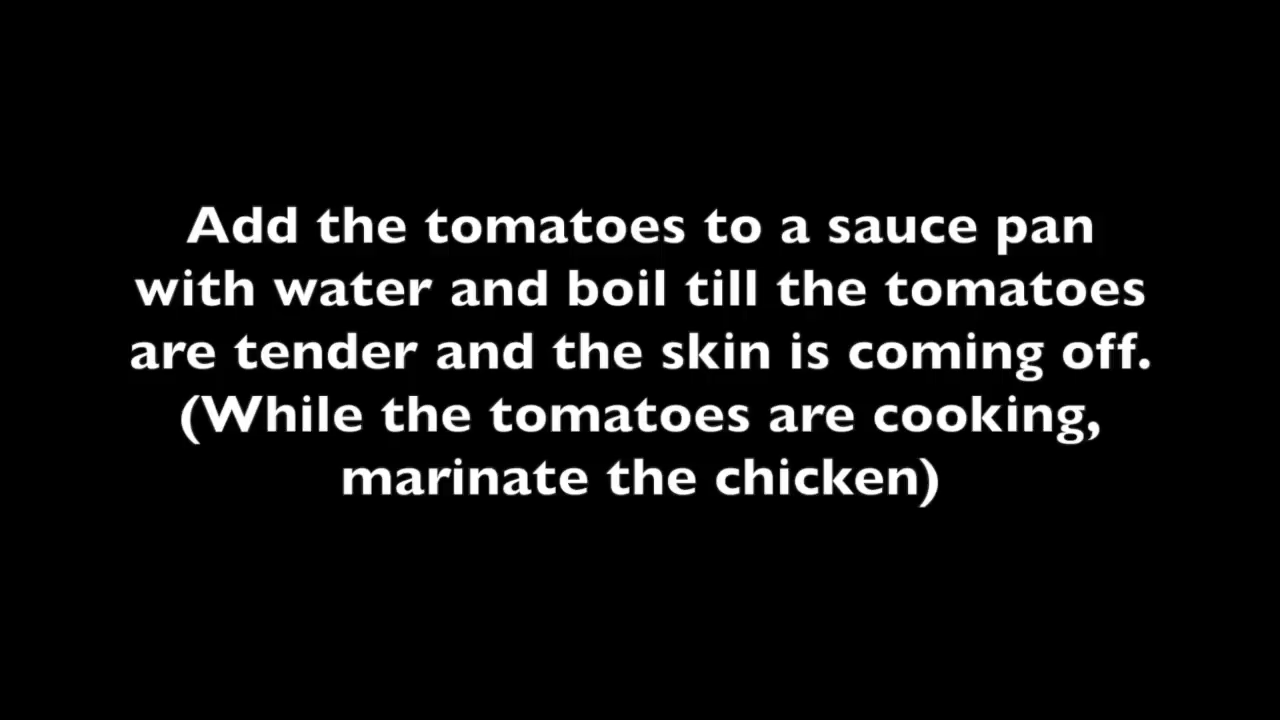 Add the tomatoes to a sauce pan
with water and boil till the tomatoes
are tender and the skin is coming off.
(While the tomatoes are cooking,
marinate the chicken)